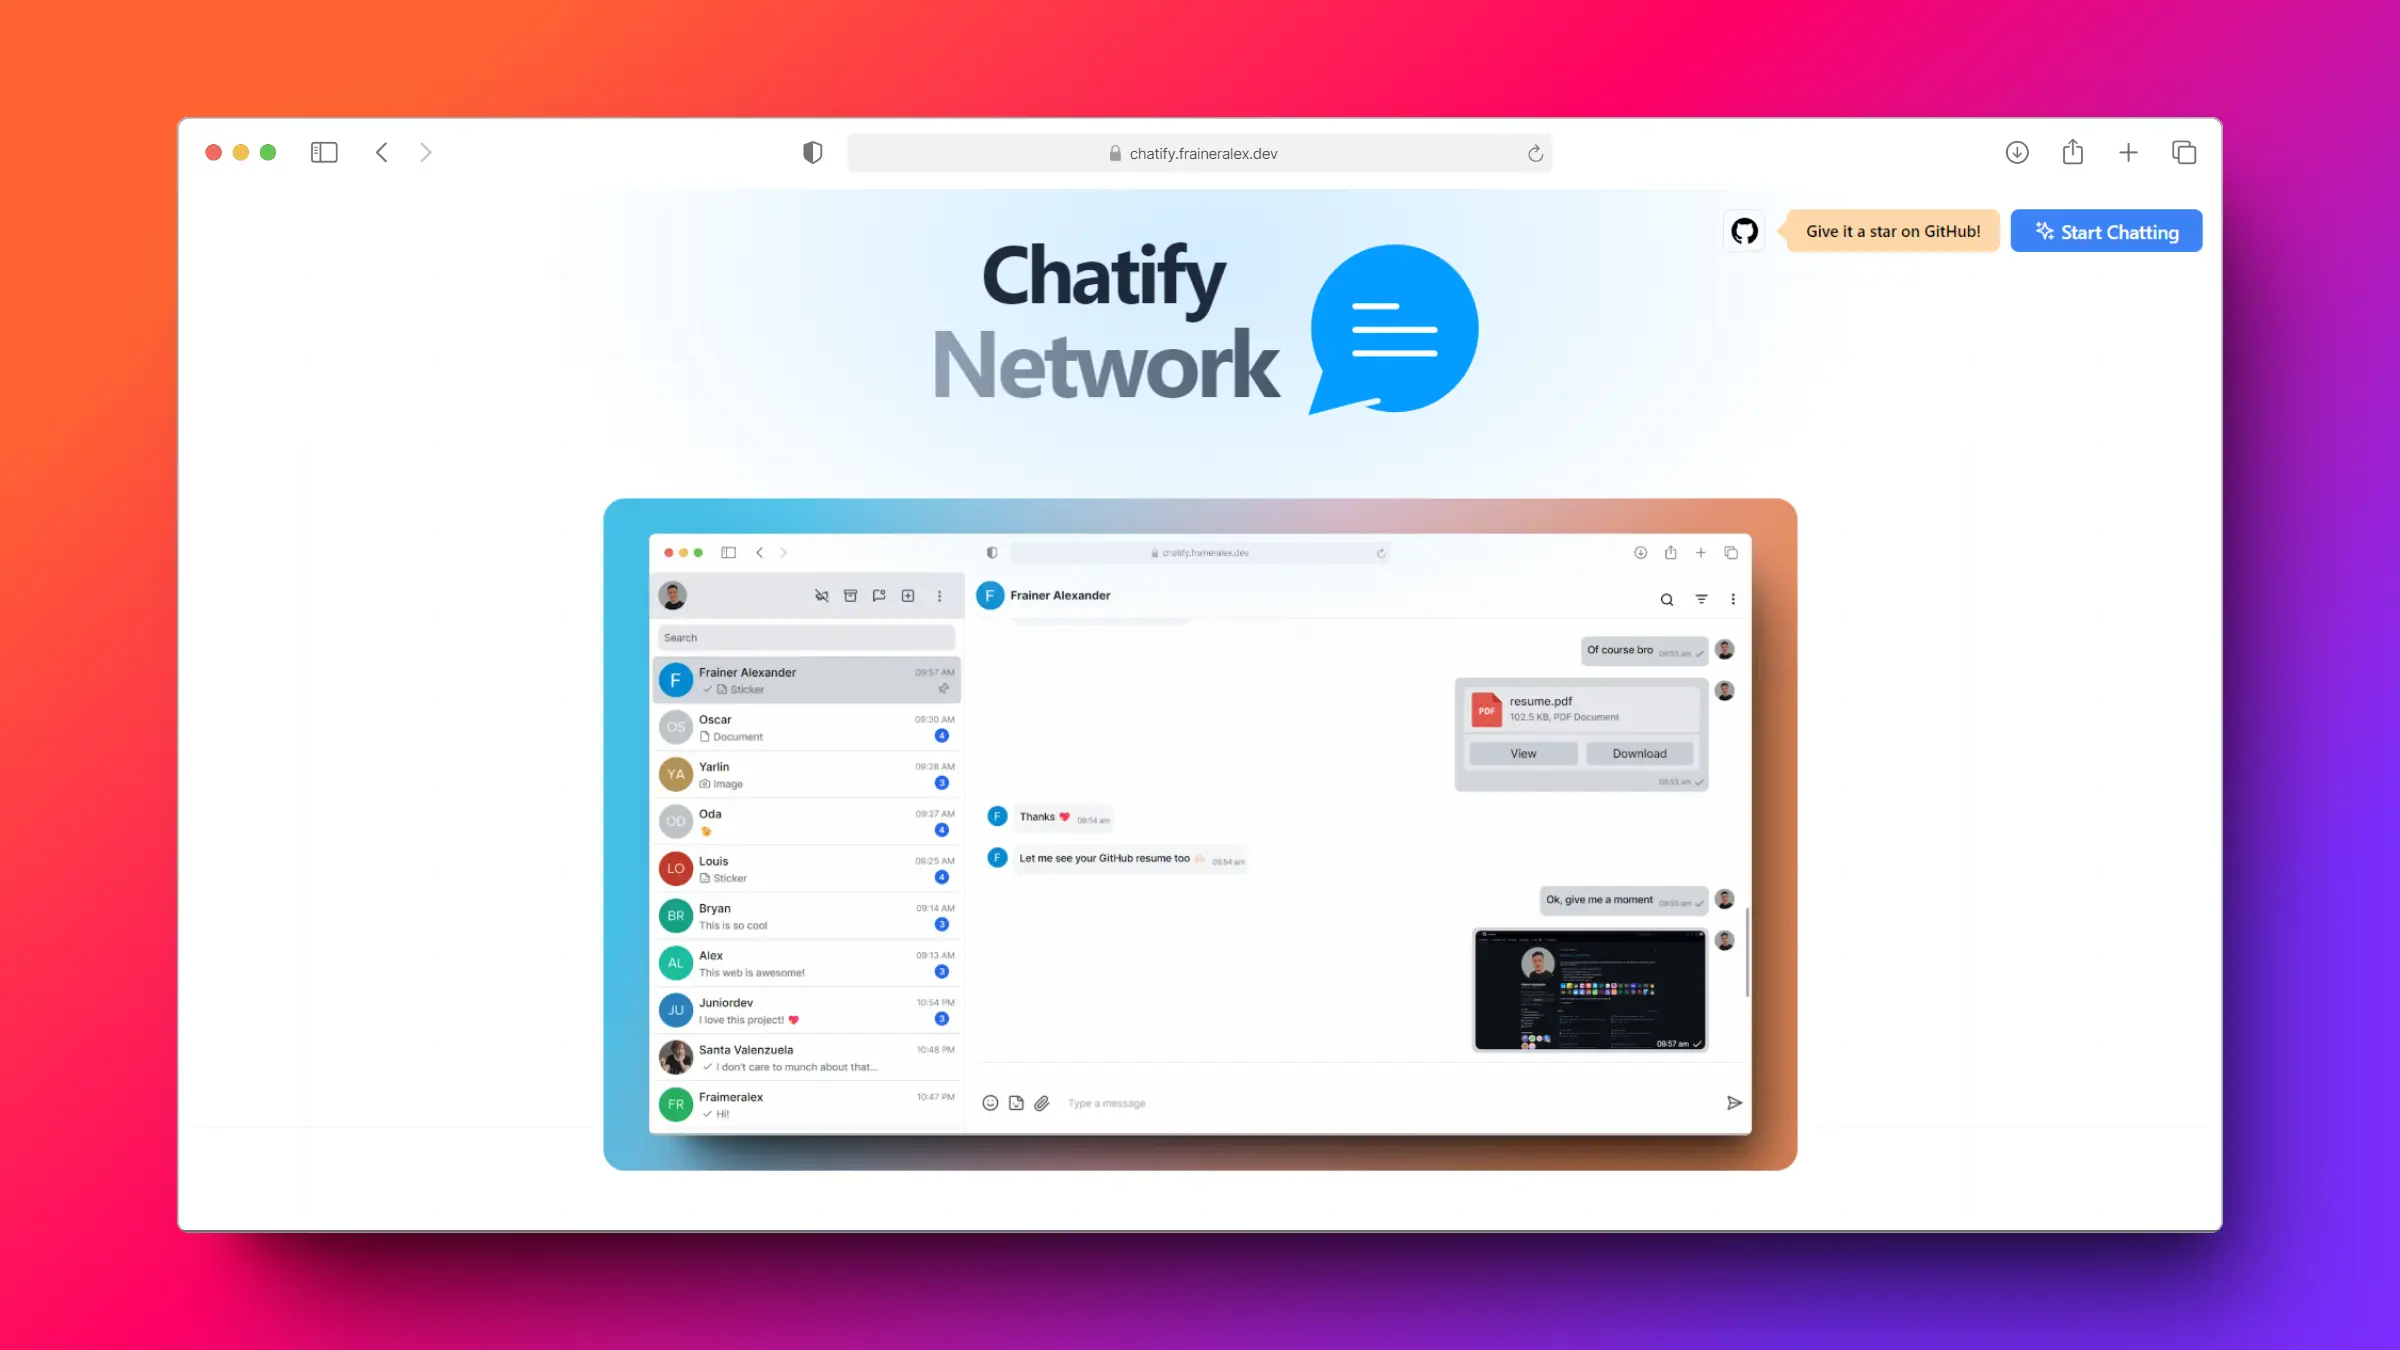 chatify.fraineralex.dev
Give it a star on GitHub!
Start Chatting
Chatify
Network
chatify.fraineralex.dev
Search
Frainer Alexander
09:57 AM
Sticker
OS
Oscar
09:30 AM
Document
4
YA
Yarlin
09:28 AM
Image
3
OD
Oda
09:27 AM
4
LO
Louis
09:25 AM
Sticker
4
BR
Bryan
09:14 AM
This is so cool
3
AL
Alex
09:13 AM
This web is awesome!
3
JU
Juniordev
10:54 PM
I love this project! ❤️
3
Santa Valenzuela
10:48 PM
I don't care to munch about that...
FR
Fraimeralex
10:47 PM
Hi!
F
F
Frainer Alexander
Of course bro 09:53 am
PDF
resume.pdf
102.5 KB, PDF Document
View
Download
09:53 am
F
Thanks ❤️ 09:54 am
F
Let me see your GitHub resume too 09:54 am
Ok, give me a moment 09:55 am
09:57 am
Type a message